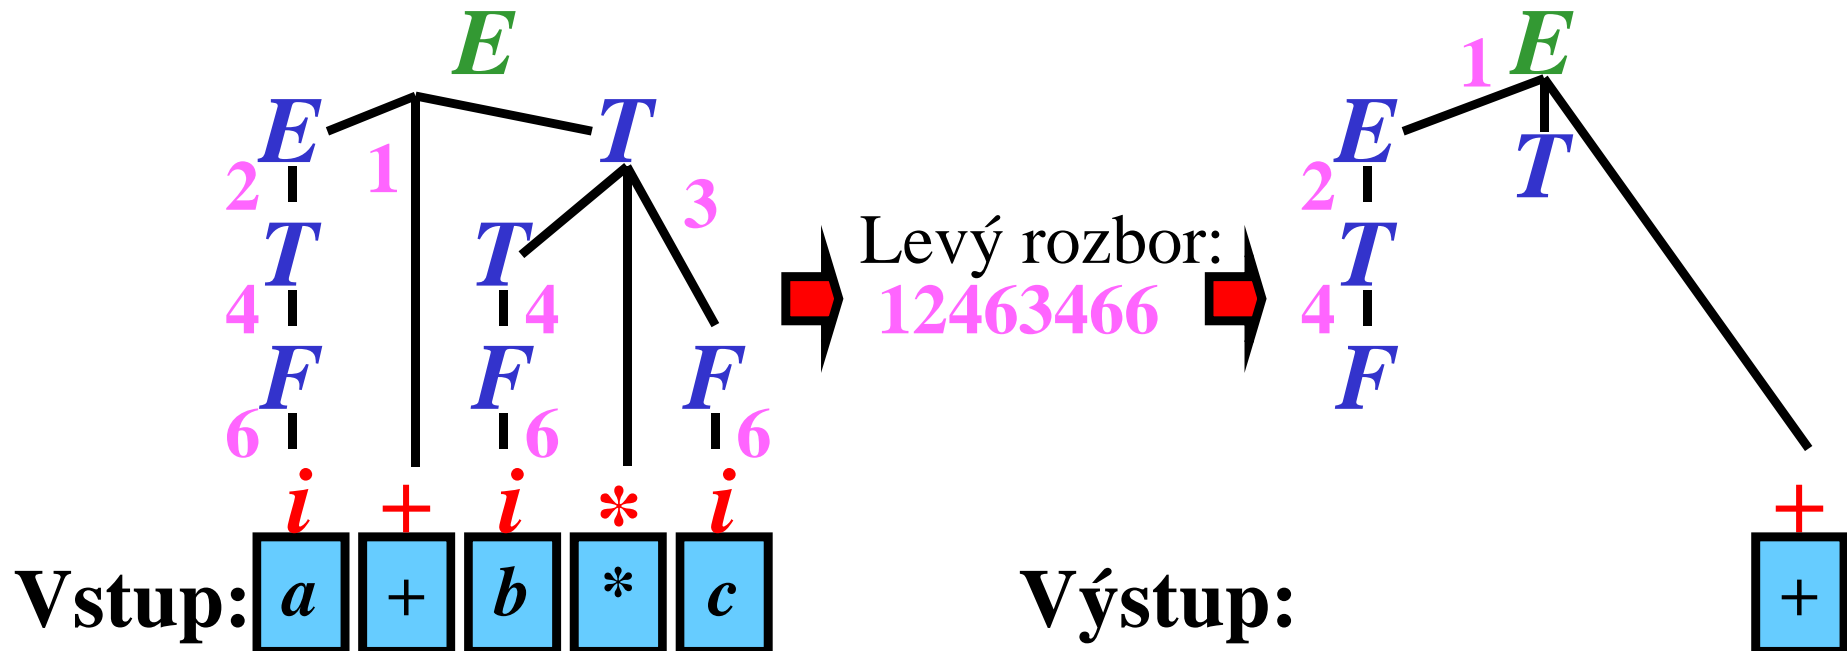 E
1 E
E T
E
2 1
3
2 T
T T
Levý rozbor:
T
4 4
12463466
4
F F F
F
6 6 6
i + i * i
+
Vstup: a + b * c
Výstup: +